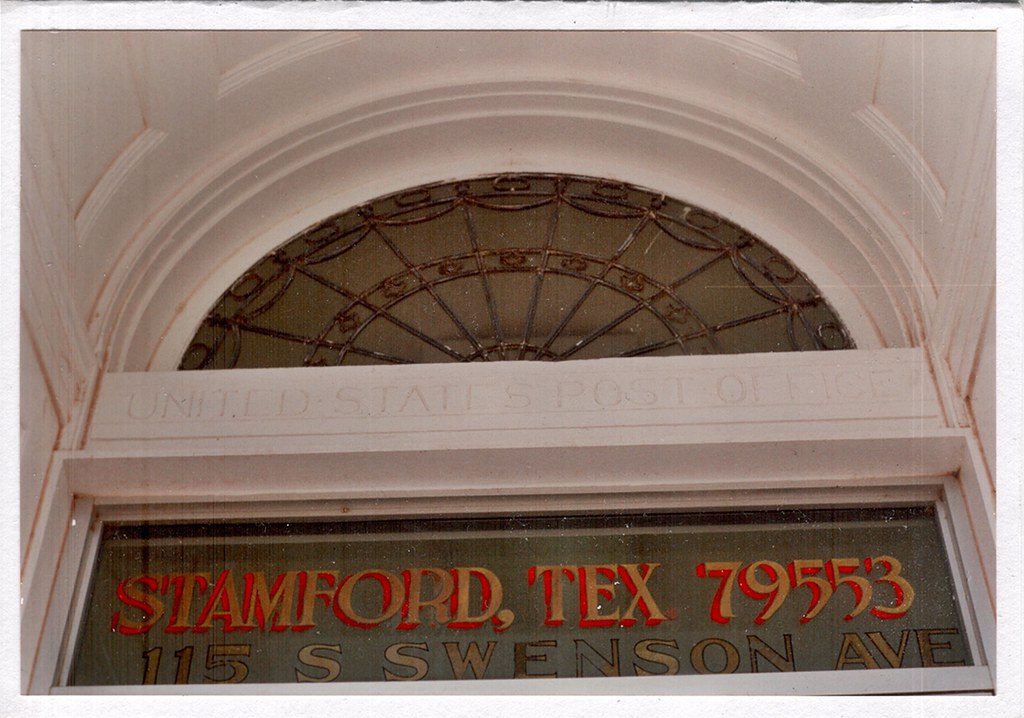 UNITED·STATES POST·OFFICE
STAMFORD, TEX 79553
115 S SWENSON AVE